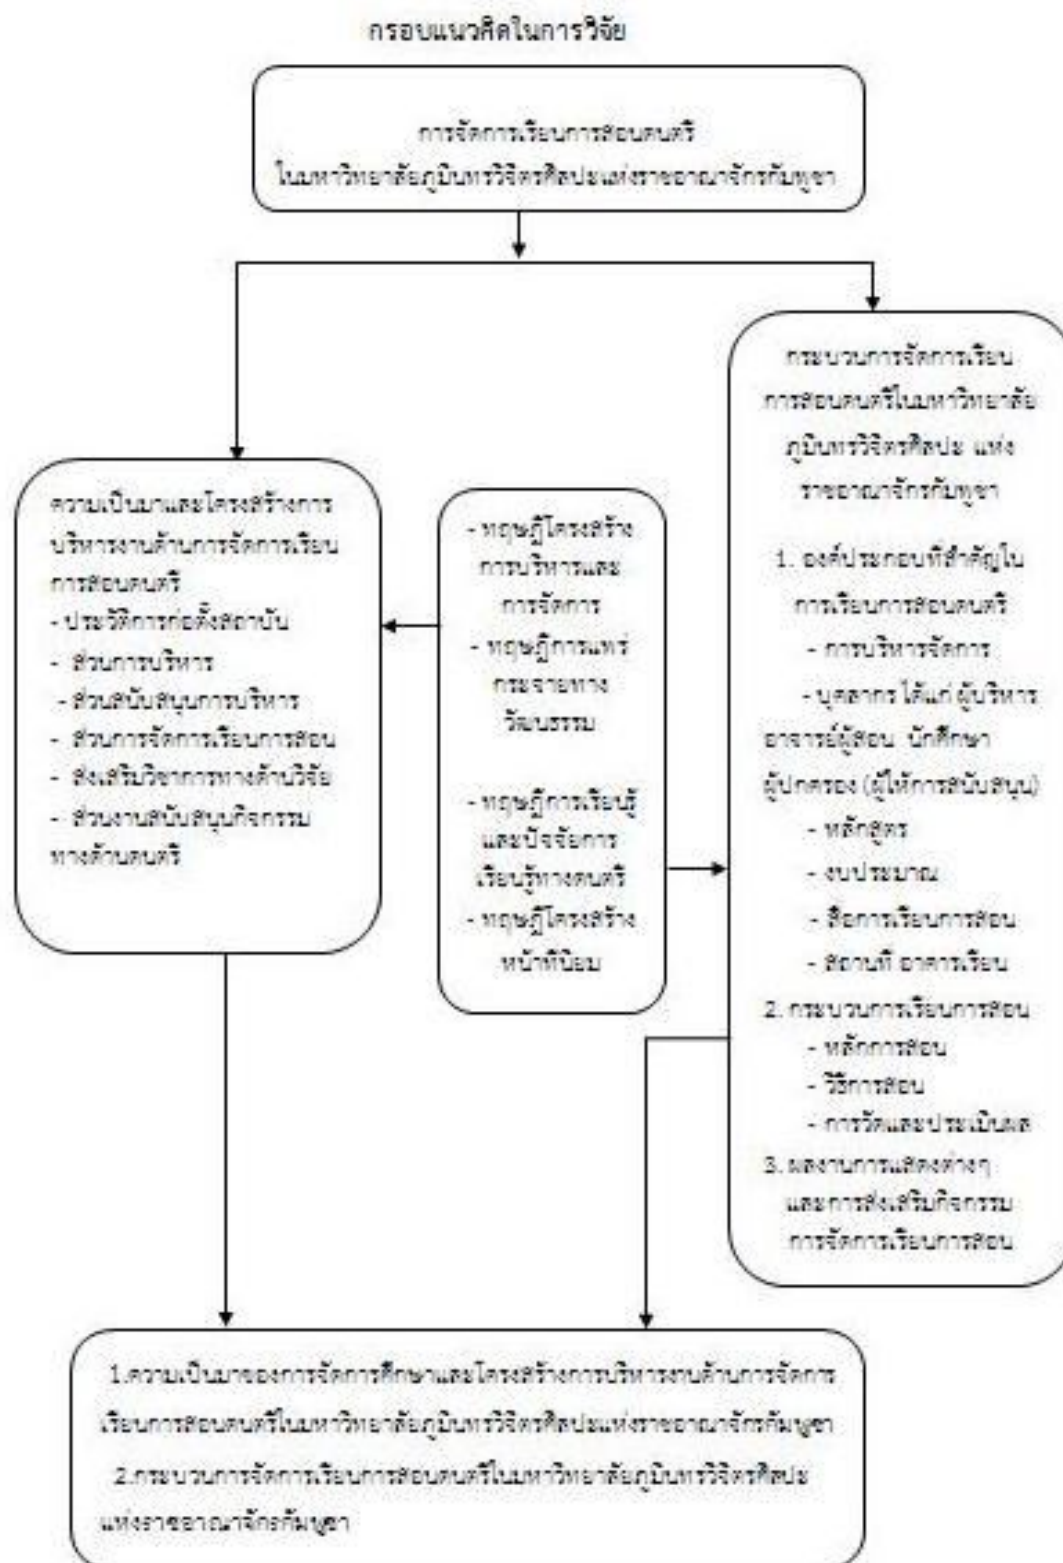 กรอบแนวคิดในการวิจัย
การจัดการเรียนการสอนดนตรี
ในมหาวิทยาลัยภูมินทรวิจิตรศิลปะแห่งราชอาณาจักรกัมพูชา
ความเป็นมาและโครงสร้างการ
บริหารงานด้านการจัดการเรียน
การสอนดนตรี
- ประวัติการก่อตั้งสถาบัน
- ส่วนการบริหาร
- ส่วนสนับสนุนการบริหาร
- ส่วนการจัดการเรียนการสอน
- ส่งเสริมวิชาการทางด้านวิจัย
- ส่วนงานสนับสนุนกิจกรรม
ทางด้านดนตรี
- ทฤษฎีโครงสร้าง
การบริหารและ
การจัดการ
- ทฤษฎีการแพร่
กระจายทาง
วัฒนธรรม
- ทฤษฎีการเรียนรู้
และปัจจัยการ
เรียนรู้ทางดนตรี
- ทฤษฎีโครงสร้าง
หน้าที่นิยม
กระบวนการจัดการเรียน
การสอนดนตรีในมหาวิทยาลัย
ภูมินทรวิจิตรศิลปะ แห่ง
ราชอาณาจักรกัมพูชา
1. องค์ประกอบที่สำคัญใน
การเรียนการสอนดนตรี
- การบริหารจัดการ
- บุคลากร ได้แก่ ผู้บริหาร
อาจารย์ผู้สอน นักศึกษา
ผู้ปกครอง (ผู้ให้การสนับสนุน)
- หลักสูตร
- งบประมาณ
- สื่อการเรียนการสอน
- สถานที่ อาคารเรียน
2. กระบวนการเรียนการสอน
- หลักการสอน
- วิธีการสอน
- การวัดและประเมินผล
3. ผลงานการแสดงต่างๆ
และการส่งเสริมกิจกรรม
การจัดการเรียนการสอน
1.ความเป็นมาของการจัดการศึกษาและโครงสร้างการบริหารงานด้านการจัดการ
เรียนการสอนดนตรีในมหาวิทยาลัยภูมินทรวิจิตรศิลปะแห่งราชอาณาจักรกัมพูชา
2.กระบวนการจัดการเรียนการสอนดนตรีในมหาวิทยาลัยภูมินทรวิจิตรศิลปะ
แห่งราชอาณาจักรกัมพูชา